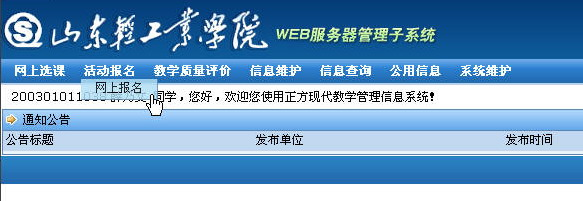 山东轻工业学院 WEB服务器管理子系统
网上选课 活动报名 教学质量评价 信息维护 信息查询 公用信息 系统维护
网上报名
同学，您好，欢迎您使用正方现代教学管理信息系统!
通知公告
公告标题 发布单位 发布时间